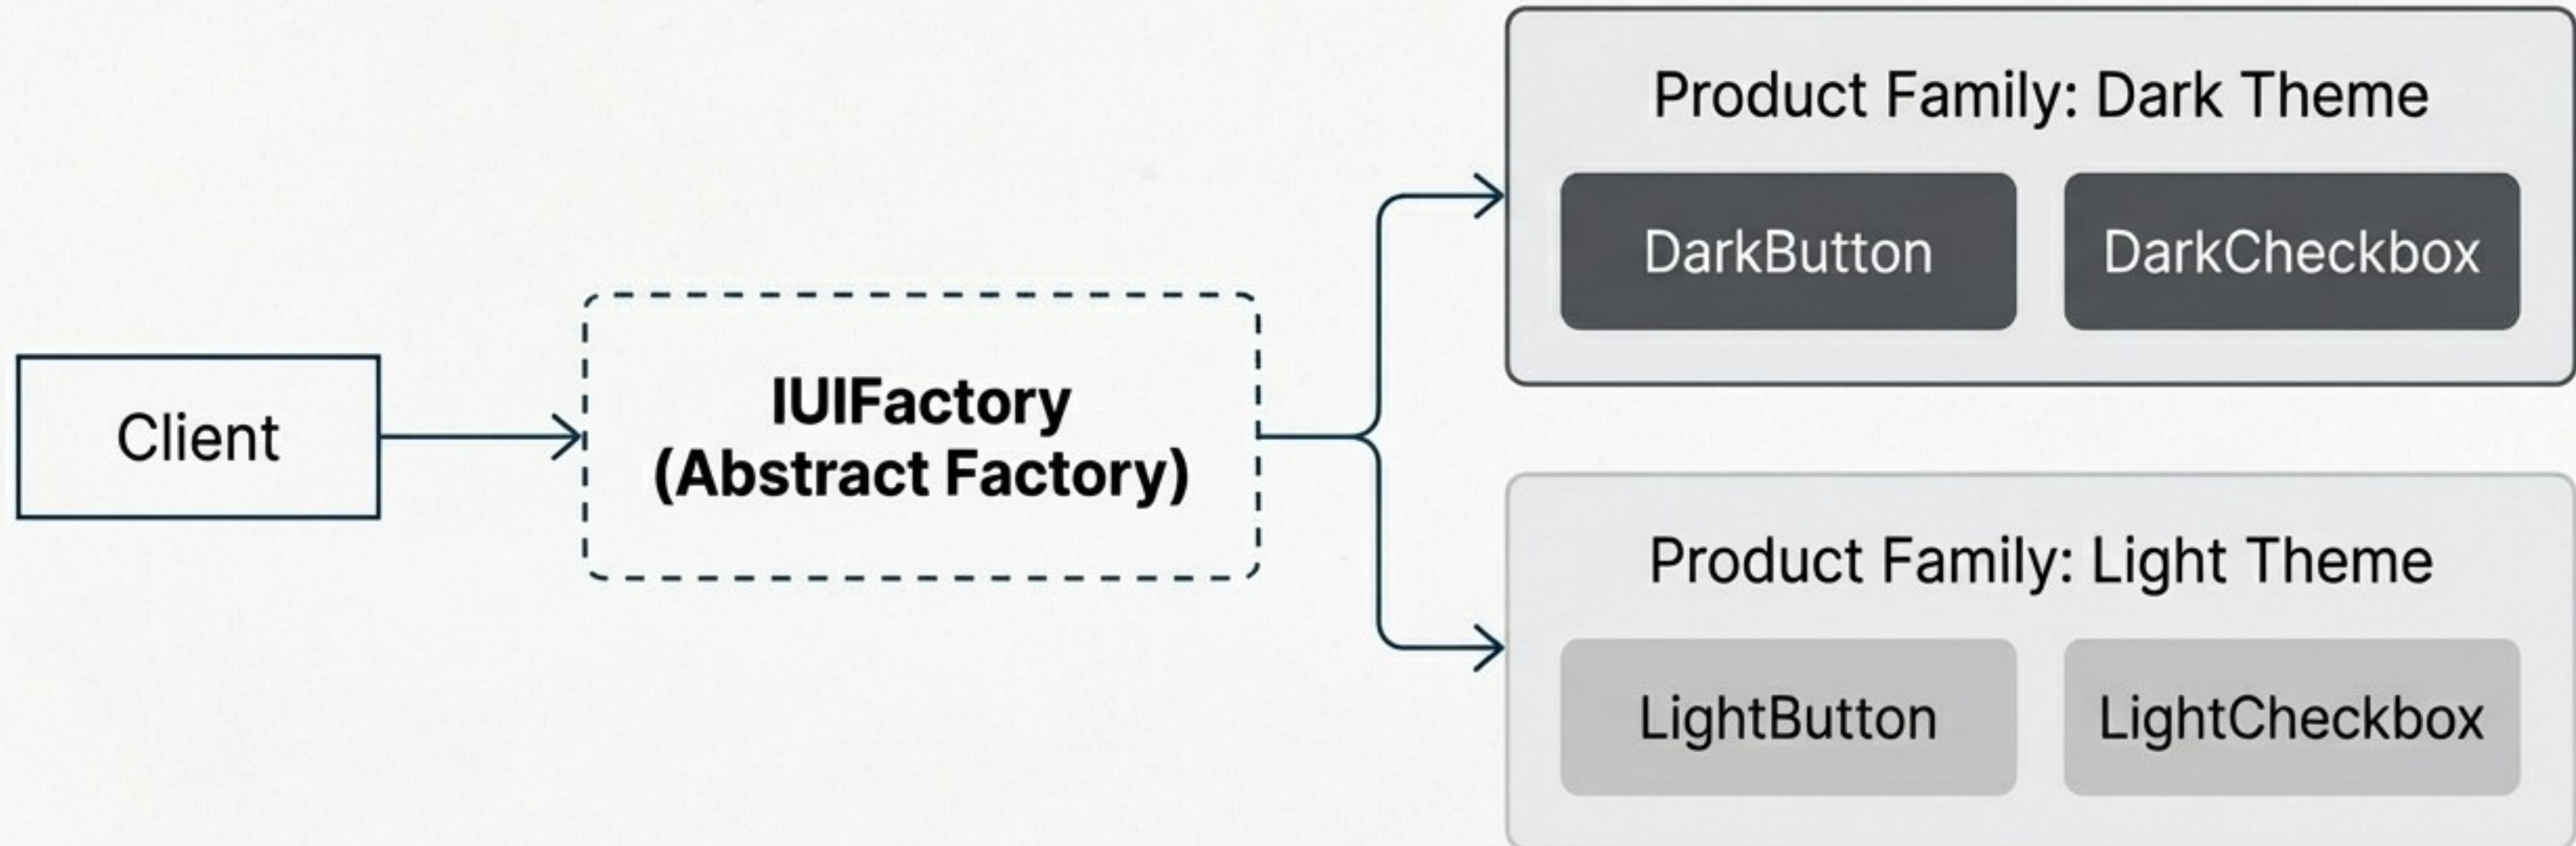 Client
IUIFactory
(Abstract Factory)
Product Family: Dark Theme
DarkButton
DarkCheckbox
Product Family: Light Theme
LightButton
LightCheckbox